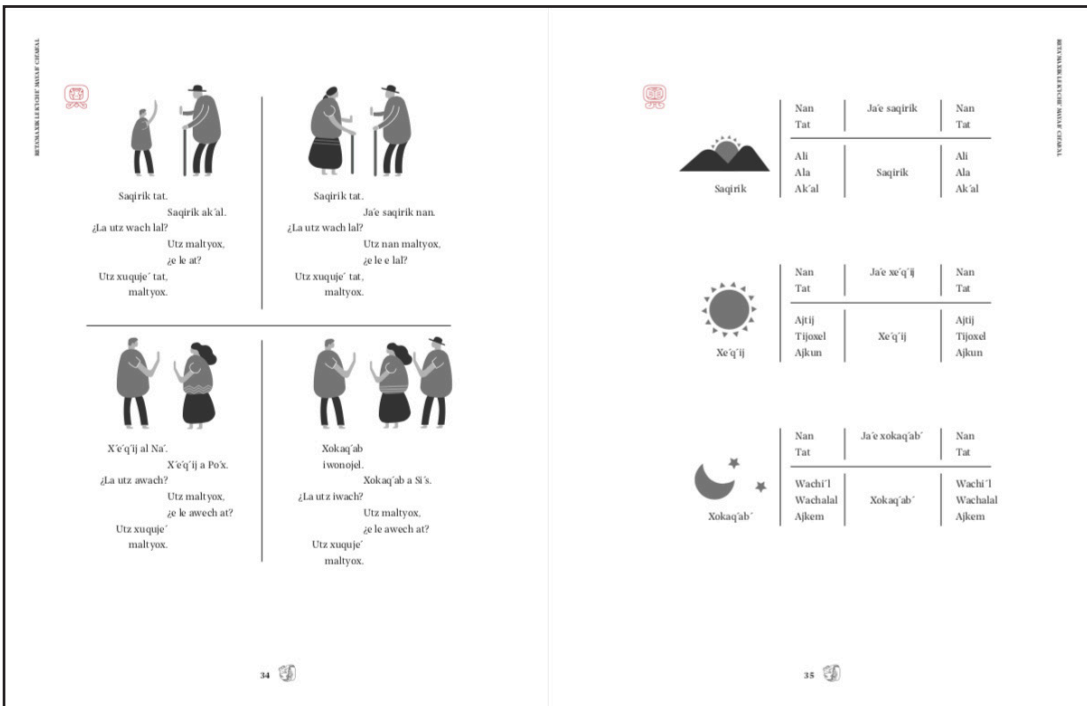 Saqirik tat.
Saqirik ak´al.
¿La utz wach lal?
Utz maltyox,
¿e le at?
Utz xuquje´ tat,
maltyox.
Saqirik tat.
Ja'e saqirik nan.
¿La utz wach lal?
Utz nan maltyox,
¿e le e lal?
Utz xuquje´ tat,
maltyox.
X´e'q´ij al Na´.
X´e'q´ij a Po'x.
¿La utz awach?
Utz maltyox,
¿e le awech at?
Utz xuquje´
maltyox.
Xokaq´ab
iwonojel.
Xokaq´ab a Si´s.
¿La utz iwach?
Utz maltyox,
¿e le awech at?
Utz xuquje´
maltyox.
34
Saqirik
Nan
Tat
Ja'e saqirik
Nan
Tat
Ali
Ala
Ak´al
Saqirik
Ali
Ala
Ak´al
Xe´q´ij
Nan
Tat
Ja'e xe´q´ij
Nan
Tat
Ajtij
Tijoxel
Ajkun
Xe´q´ij
Ajtij
Tijoxel
Ajkun
Xokaq'ab´
Nan
Tat
Ja'e xokaq'ab´
Nan
Tat
Wachi´l
Wachalal
Ajkem
Xokaq'ab´
Wachi´l
Wachalal
Ajkem
35